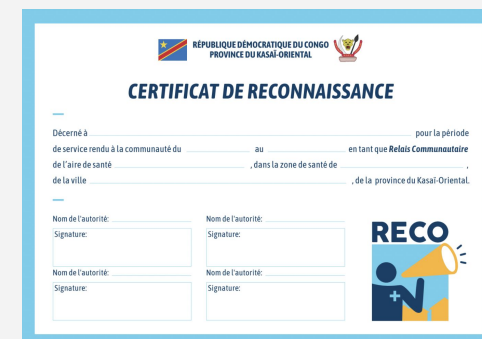 RÉPUBLIQUE DÉMOCRATIQUE DU CONGO
PROVINCE DU KASAÏ-ORIENTAL
CERTIFICAT DE RECONNAISSANCE
Décerné à pour la période
de service rendu à la communauté du au en tant que Relais Communautaire
de l'aire de santé , dans la zone de santé de ,
de la ville , de la province du Kasaï-Oriental.
Nom de l'autorité: Nom de l'autorité:
Signature: Signature:
Nom de l'autorité: Nom de l'autorité:
Signature: Signature:
RECO